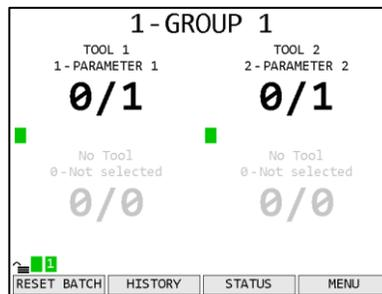 1-GROUP 1
TOOL 1 TOOL 2
1-PARAMETER 1 2-PARAMETER 2
0/1 0/1
No Tool No Tool
0-Not selected 0-Not selected
0/0 0/0
1
RESET BATCH HISTORY STATUS MENU